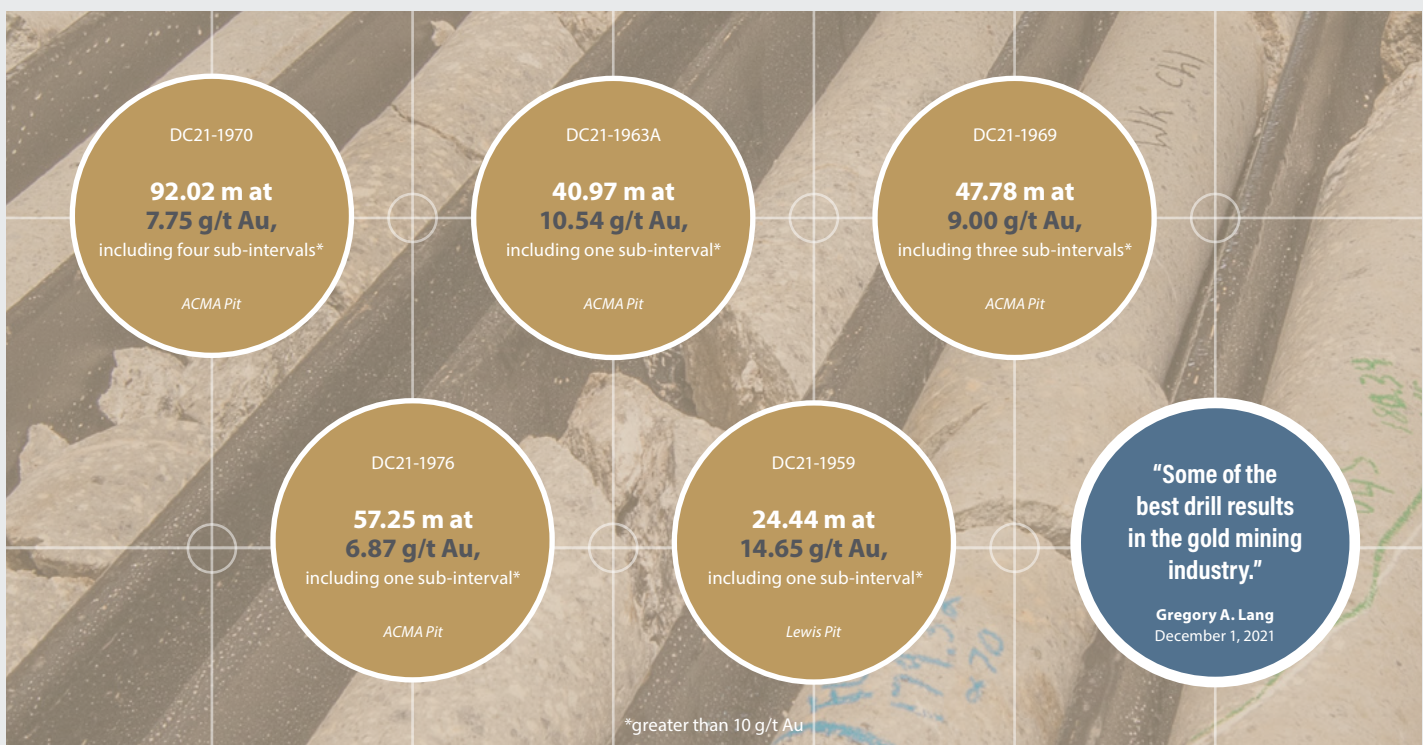 DC21-1970
92.02 m at
7.75 g/t Au,
including four sub-intervals*
ACMA Pit
DC21-1963A
40.97 m at
10.54 g/t Au,
including one sub-interval*
ACMA Pit
DC21-1969
47.78 m at
9.00 g/t Au,
including three sub-intervals*
ACMA Pit
DC21-1976
57.25 m at
6.87 g/t Au,
including one sub-interval*
ACMA Pit
DC21-1959
24.44 m at
14.65 g/t Au,
including one sub-interval*
Lewis Pit
“Some of the
best drill results
in the gold mining
industry.”
Gregory A. Lang
December 1, 2021
*greater than 10 g/t Au